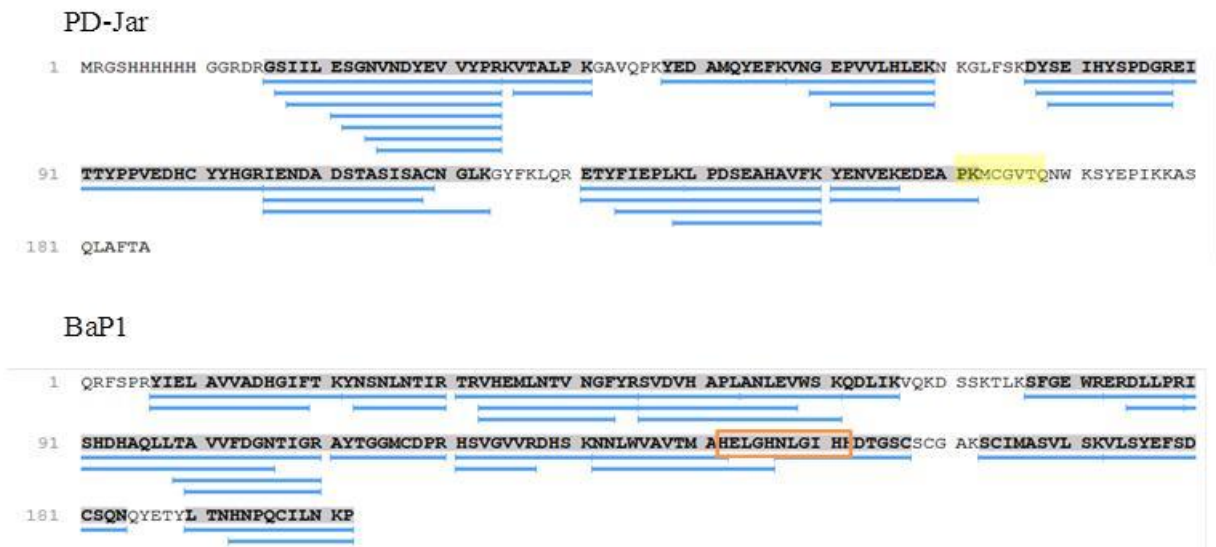 PD-Jar
1 MRGSHHHHHH GGRDRGSIIL ESGNVNDYEV VYPRKVTALP KGAVQPKYED AMQYEFKVNG EPVVLHLEKN KGLFSKDYSE IHYSPDGREI
91 TTYPPVEDHC YYHGRIENDA DSTASISACN GLKGYFKLQR ETYFIEPLKL PDSEAHAVFK YENVEKEDEA PKMCGVTQNW KSYEPIKKAS
181 QLAFTA
BaP1
1 QRFSPRYIEL AVVADHGIFT KYNSNLNTIR TRVHEMLNTV NGFYRSVDVH APLANLEVWS KQDLIKVQKD SSKTLKSFGE WRERDLLPRI
91 SHDHAQLLTA VVFDGNTIGR AYTGGMCDPR HSVGVVRDHS KNNLWVAVTM AHELGHNLGI HHDTGSCSCG AKSCIMASVL SKVLSYEFSD
181 CSQNQYETYL TNHNPQCILN KP